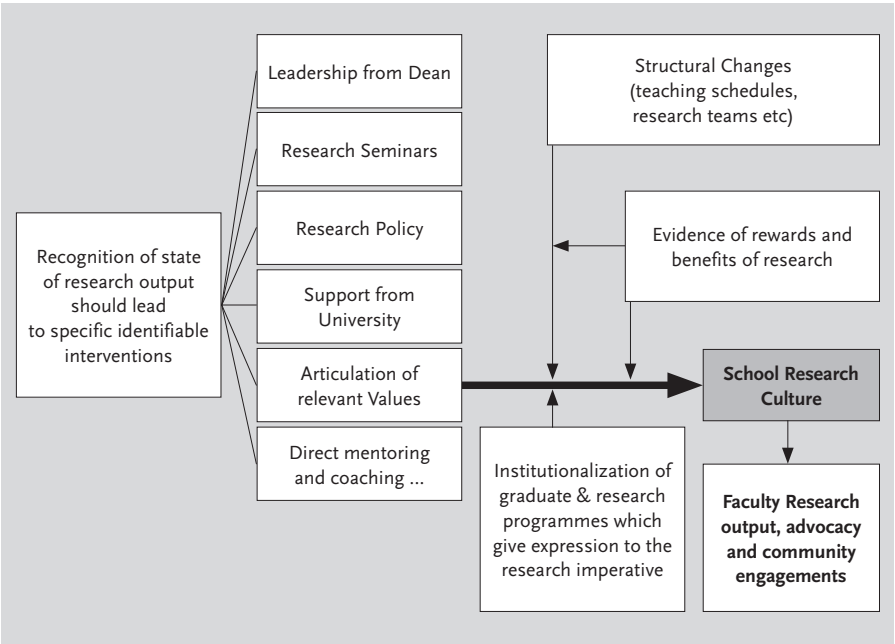 Recognition of state
of research output
should lead
to specific identifiable
interventions
Leadership from Dean
Research Seminars
Research Policy
Support from
University
Articulation of
relevant Values
Direct mentoring
and coaching ...
Structural Changes
(teaching schedules,
research teams etc)
Evidence of rewards and
benefits of research
Institutionalization of
graduate & research
programmes which
give expression to the
research imperative
School Research
Culture
Faculty Research
output, advocacy
and community
engagements